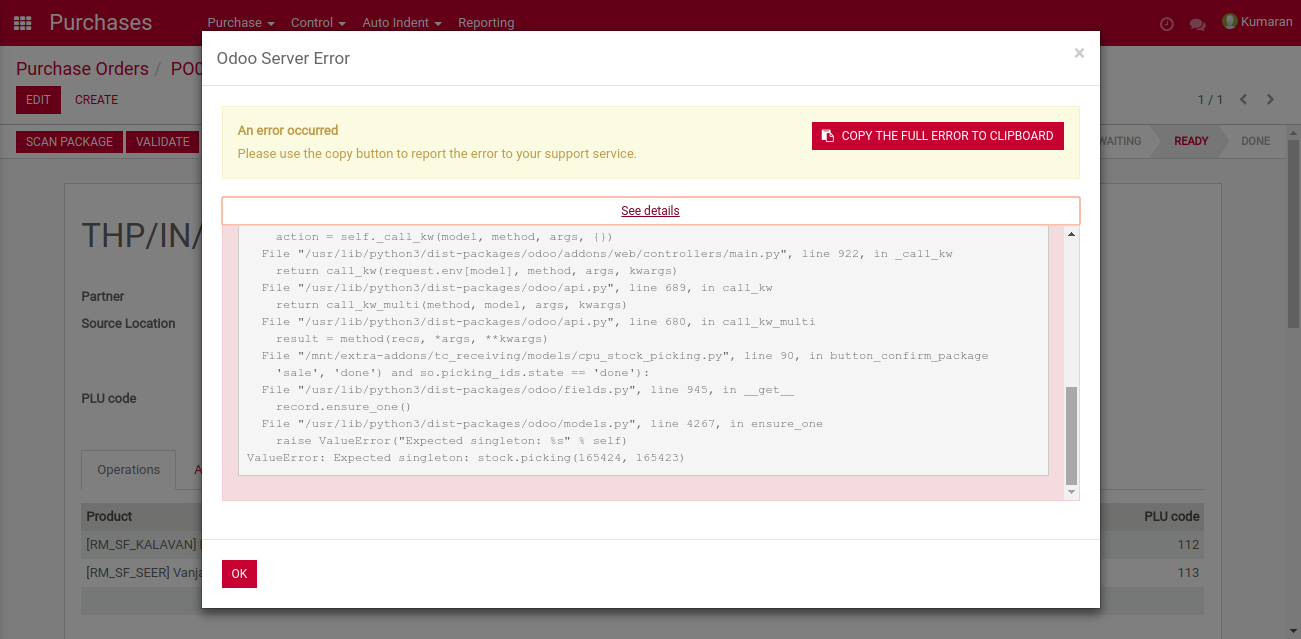 Purchases Purchase Control Auto Indent Reporting Kumaran
Odoo Server Error ×
Purchase Orders /
EDIT CREATE 1 / 1
An error occurred
COPY THE FULL ERROR TO CLIPBOARD
Please use the copy button to report the error to your support service.
SCAN PACKAGE VALIDATE READY DONE
See details
THP/IN/
action = self._call_kw(model, method, args, {})
File "/usr/lib/python3/dist-packages/odoo/addons/web/controllers/main.py", line 922, in _call_kw
return call_kw(request.env[model], method, args, kwargs)
File "/usr/lib/python3/dist-packages/odoo/api.py", line 689, in call_kw
return call_kw_multi(method, model, args, kwargs)
File "/usr/lib/python3/dist-packages/odoo/api.py", line 680, in call_kw_multi
result = method(recs, *args, **kwargs)
File "/mnt/extra-addons/tc_receiving/models/cpu_stock_picking.py", line 90, in button_confirm_package
'sale', 'done') and so.picking_ids.state == 'done'):
File "/usr/lib/python3/dist-packages/odoo/fields.py", line 945, in __get__
record.ensure_one()
File "/usr/lib/python3/dist-packages/odoo/models.py", line 4267, in ensure_one
raise ValueError("Expected singleton: %s" % self)
ValueError: Expected singleton: stock.picking(165424, 165423)
Partner
Source Location
PLU code
Operations
Product PLU code
[RM_SF_KALAVAN] 112
[RM_SF_SEER] 113
OK